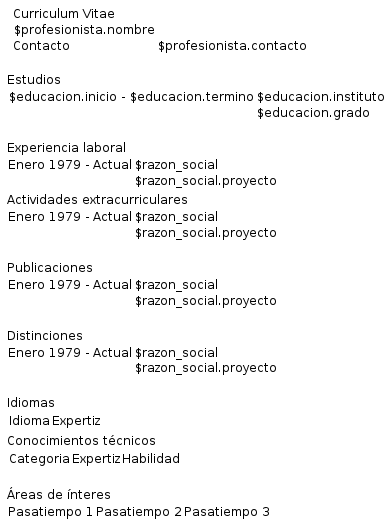 Curriculum Vitae
$profesionista.nombre
Contacto $profesionista.contacto
Estudios
$educacion.inicio - $educacion.termino $educacion.instituto
$educacion.grado
Experiencia laboral
Enero 1979 - Actual $razon_social
$razon_social.proyecto
Actividades extracurriculares
Enero 1979 - Actual $razon_social
$razon_social.proyecto
Publicaciones
Enero 1979 - Actual $razon_social
$razon_social.proyecto
Distinciones
Enero 1979 - Actual $razon_social
$razon_social.proyecto
Idiomas
Idioma Expertiz
Conocimientos técnicos
Categoria Expertiz Habilidad
Áreas de ínteres
Pasatiempo 1 Pasatiempo 2 Pasatiempo 3